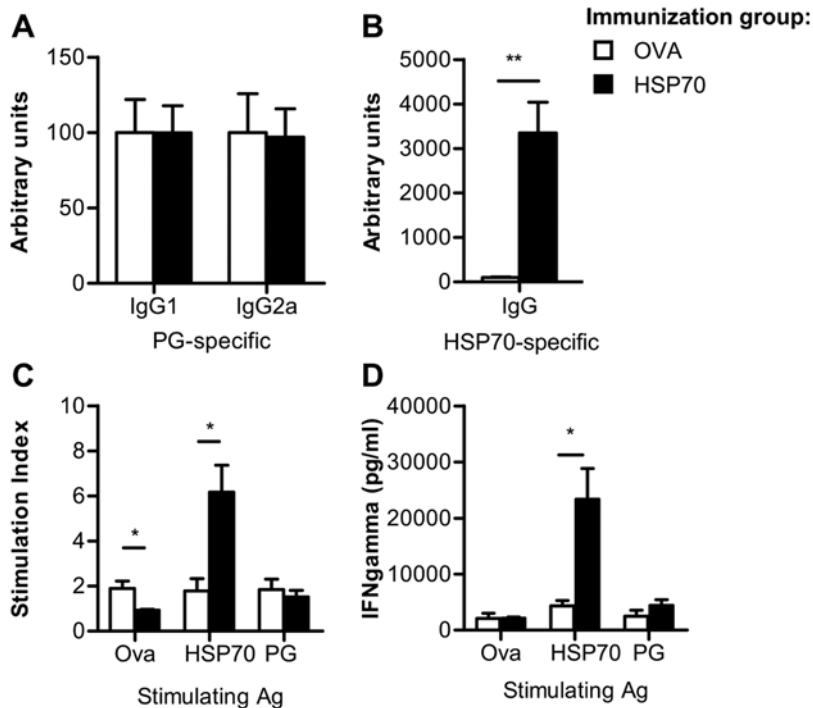 Immunization group:
OVA
HSP70
A
Arbitrary units
150
100
50
0
IgG1 IgG2a
PG-specific
B
Arbitrary units
5000
4000
3000
2000
1000
0
**
IgG
HSP70-specific
C
Stimulation Index
10
8
6
4
2
0
*
*
Ova HSP70 PG
Stimulating Ag
D
IFNgamma (pg/ml)
40000
30000
20000
10000
0
*
Ova HSP70 PG
Stimulating Ag